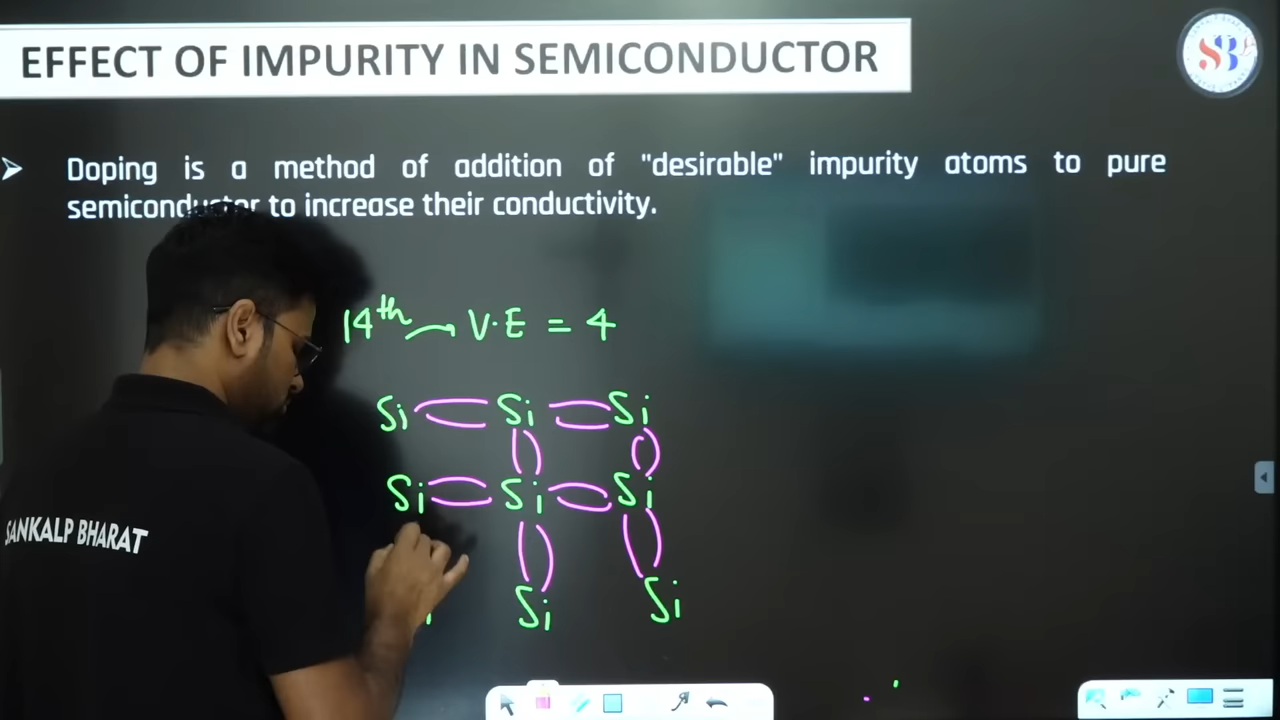 EFFECT OF IMPURITY IN SEMICONDUCTOR
SB
Doping is a method of addition of "desirable" impurity atoms to pure
semiconductor to increase their conductivity.
14th V.E = 4
Si Si Si
Si Si Si
Si Si
SANKALP BHARAT